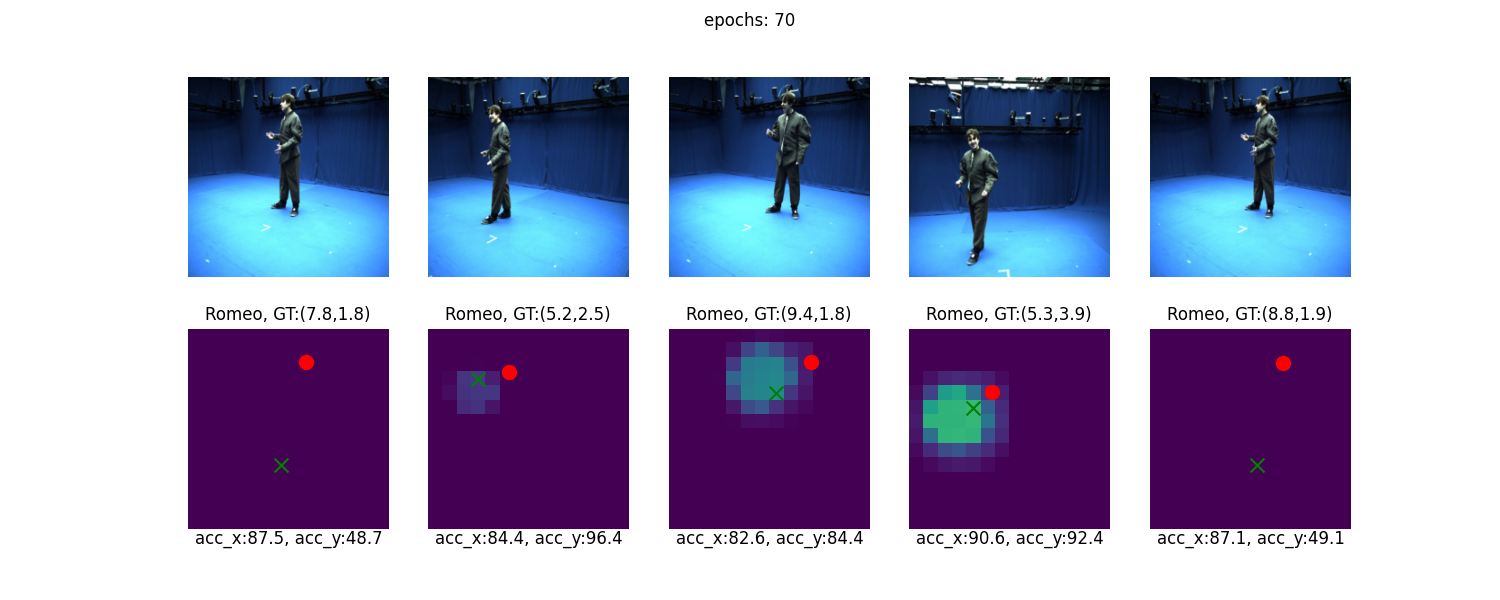 epochs: 70
Romeo, GT:(7.8,1.8)
Romeo, GT:(5.2,2.5)
Romeo, GT:(9.4,1.8)
Romeo, GT:(5.3,3.9)
Romeo, GT:(8.8,1.9)
acc_x:87.5, acc_y:48.7
acc_x:84.4, acc_y:96.4
acc_x:82.6, acc_y:84.4
acc_x:90.6, acc_y:92.4
acc_x:87.1, acc_y:49.1